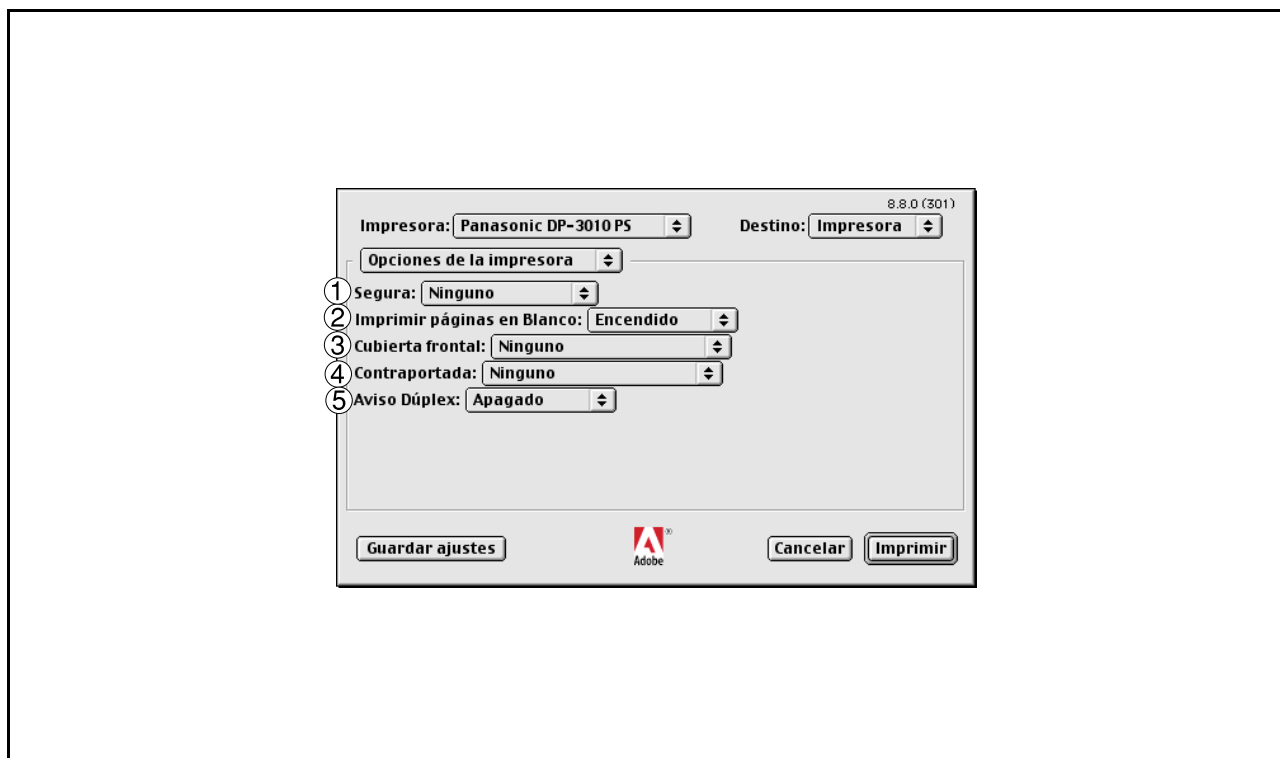 8.8.0 (301)
Impresora: Panasonic DP-3010 PS Destino: Impresora
Opciones de la impresora
① Segura: Ninguno
② Imprimir páginas en Blanco: Encendido
③ Cubierta frontal: Ninguno
④ Contraportada: Ninguno
⑤ Aviso Dúplex: Apagado
Guardar ajustes Adobe® Cancelar Imprimir